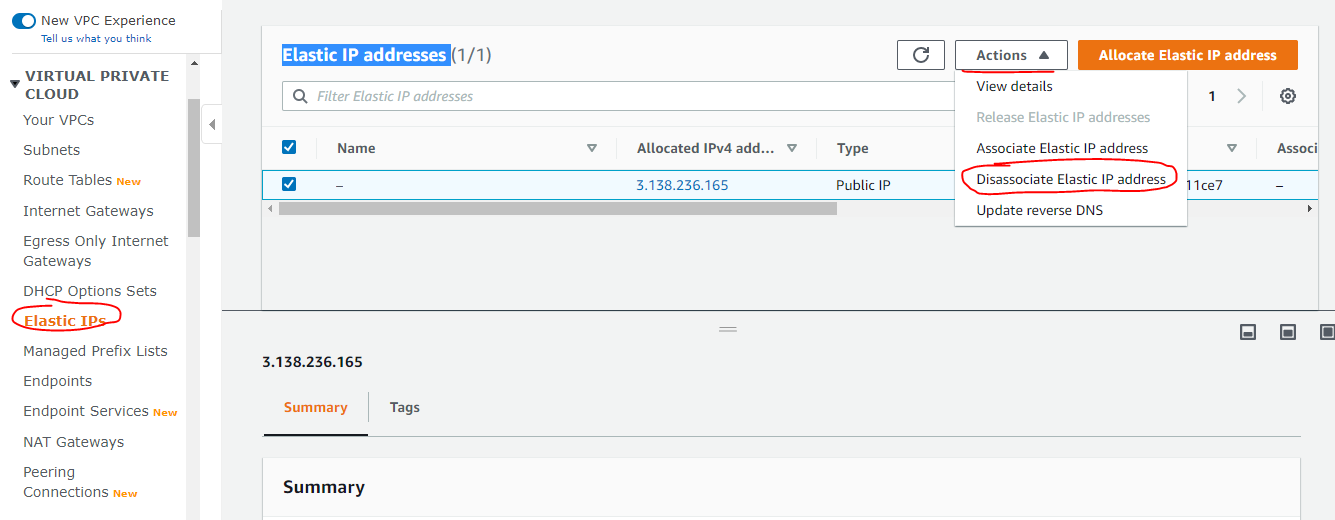 New VPC Experience
Tell us what you think
VIRTUAL PRIVATE
CLOUD
Your VPCs
Subnets
Route Tables New
Internet Gateways
Egress Only Internet
Gateways
DHCP Options Sets
Elastic IPs
Managed Prefix Lists
Endpoints
Endpoint Services New
NAT Gateways
Peering
Connections New
Elastic IP addresses (1/1)
Actions
Allocate Elastic IP address
Filter Elastic IP addresses
1
View details
Release Elastic IP addresses
Associate Elastic IP address
Disassociate Elastic IP address
Update reverse DNS
Name
Allocated IPv4 add...
Type
Associ
–
3.138.236.165
Public IP
11ce7
–
3.138.236.165
Summary
Tags
Summary